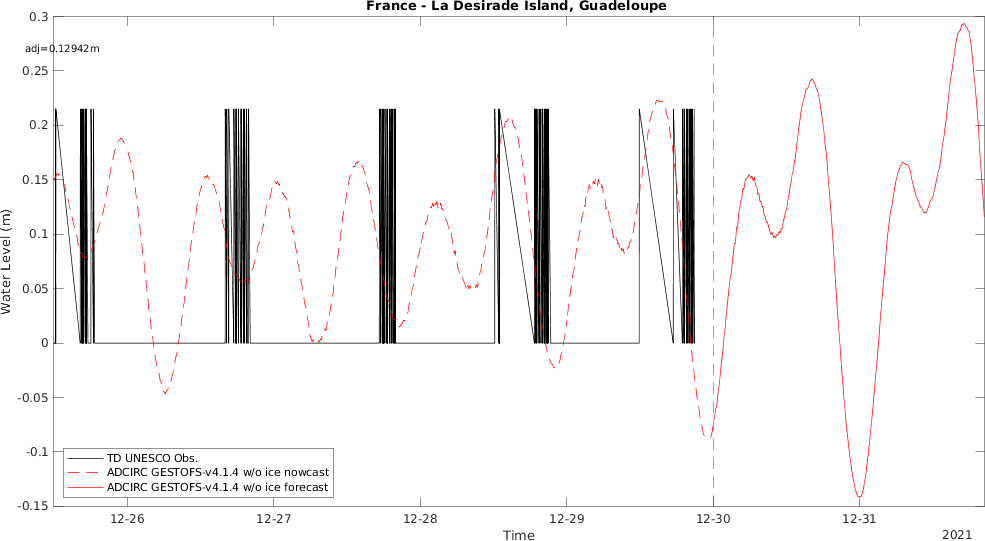 France - La Desirade Island, Guadeloupe
adj=0.12942m
0.3
0.25
0.2
0.15
0.1
0.05
0
-0.05
-0.1
-0.15
Water Level (m)
TD UNESCO Obs.
ADCIRC GESTOFS-v4.1.4 w/o ice nowcast
ADCIRC GESTOFS-v4.1.4 w/o ice forecast
12-26
12-27
12-28
12-29
12-30
12-31
Time
2021